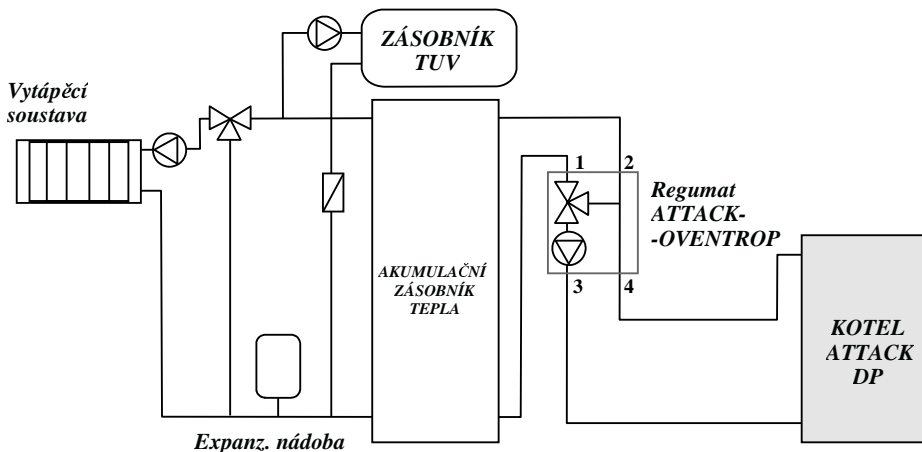 ZÁSOBNÍK
TUV
Vytápěcí
soustava
1
2
Regumat
ATTACK-
-OVENTROP
3
4
AKUMULAČNÍ
ZÁSOBNÍK
TEPLA
KOTEL
ATTACK
DP
Expanz. nádoba